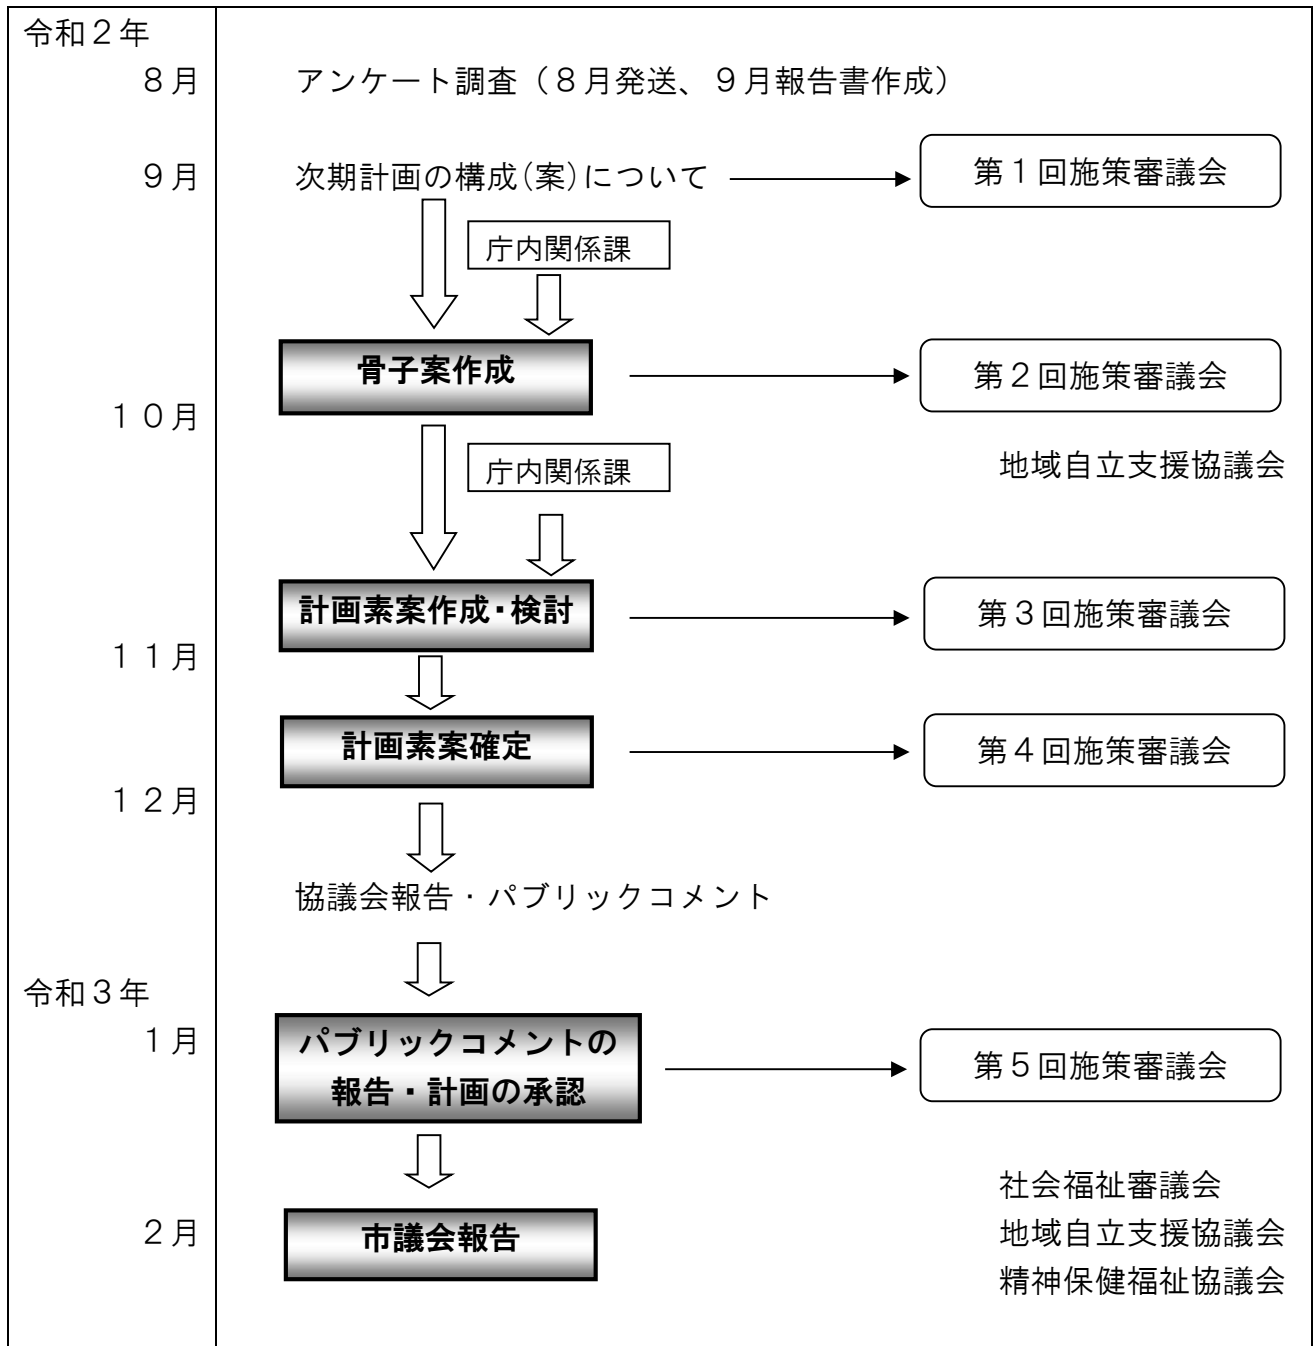 令和２年
８月
アンケート調査（８月発送、９月報告書作成）
９月
次期計画の構成(案)について
第１回施策審議会
庁内関係課
骨子案作成
第２回施策審議会
１０月
地域自立支援協議会
庁内関係課
計画素案作成・検討
第３回施策審議会
１１月
計画素案確定
第４回施策審議会
１２月
協議会報告・パブリックコメント
令和３年
１月
パブリックコメントの
報告・計画の承認
第５回施策審議会
社会福祉審議会
２月
市議会報告
地域自立支援協議会
精神保健福祉協議会